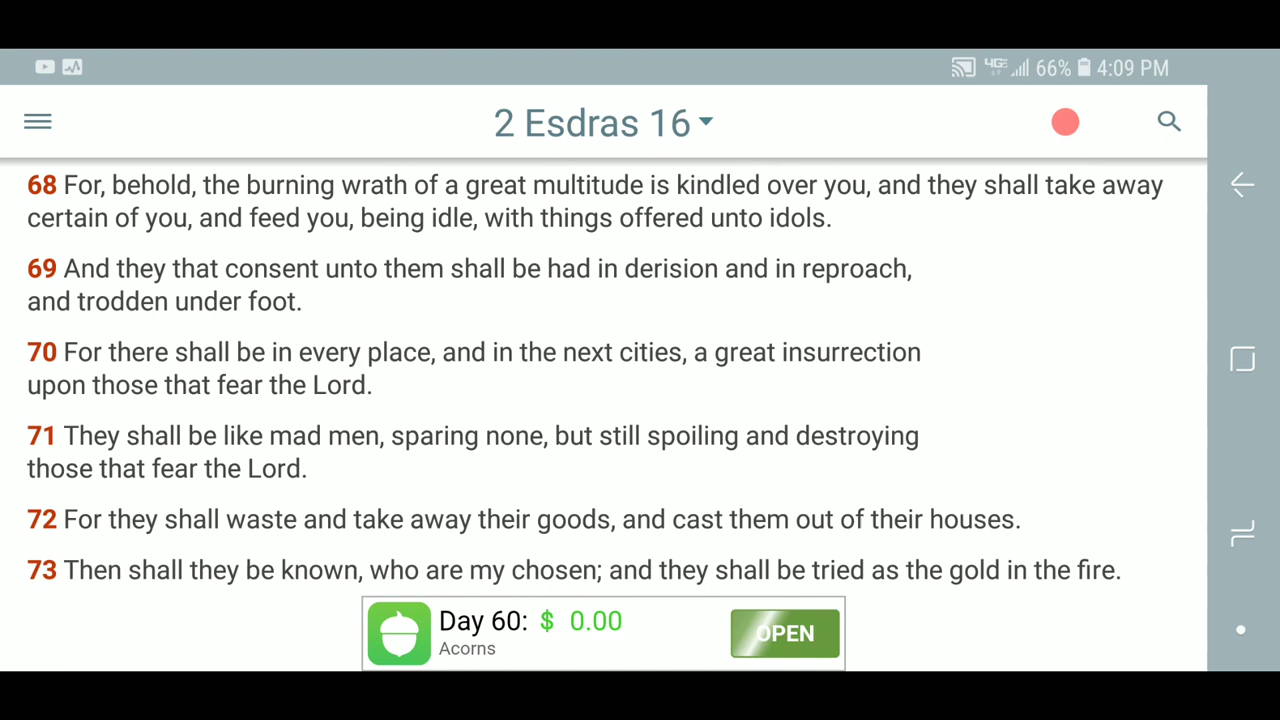 4GE 66% 4:09 PM
2 Esdras 16
68 For, behold, the burning wrath of a great multitude is kindled over you, and they shall take away
certain of you, and feed you, being idle, with things offered unto idols.
69 And they that consent unto them shall be had in derision and in reproach,
and trodden under foot.
70 For there shall be in every place, and in the next cities, a great insurrection
upon those that fear the Lord.
71 They shall be like mad men, sparing none, but still spoiling and destroying
those that fear the Lord.
72 For they shall waste and take away their goods, and cast them out of their houses.
73 Then shall they be known, who are my chosen; and they shall be tried as the gold in the fire.
Day 60: $ 0.00
Acorns
OPEN